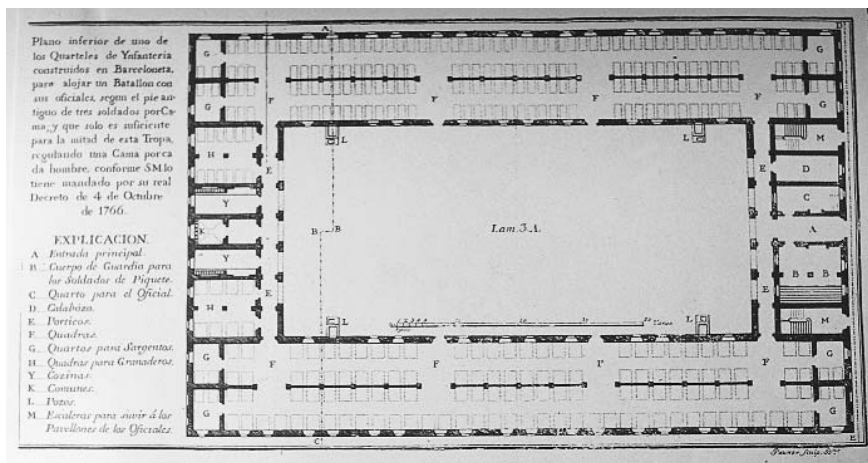 Plano inferior de uno de
los Quarteles de Ynfanteria
construidos en Barceloneta,
para alojar un Batallon con
sus oficiales, segun el pie an-
tiguo de tres soldados por Ca-
ma, y que solo es suficiente
para la mitad de esta Tropa,
regulando una Cama por ca
da hombre, conforme S.M. lo
tiene mandado por su real
Decreto de 4 de Octubre
de 1766.
EXPLICACION.
A Entrada principal.
B Cuerpo de Guardia para
los Soldados de Piquete.
C Quarto para el Oficial.
D Calabozo.
E Porticos.
F Quadras.
G Quartos para Sargentos.
H Quadras para Granaderos.
Y Cozinas.
K Comunes.
L Pozos.
M Escaleras para suvir á los
Pavellones de los Oficiales.
A
D
G
G
F
F
F
F
G
G
L
L
M
H
E
E
D
Y
C
K
B
B
Lam. 3. A.
A
Y
B
B
H
E
E
L
L
M
G
F
F
F
F
G
G
G
C
E